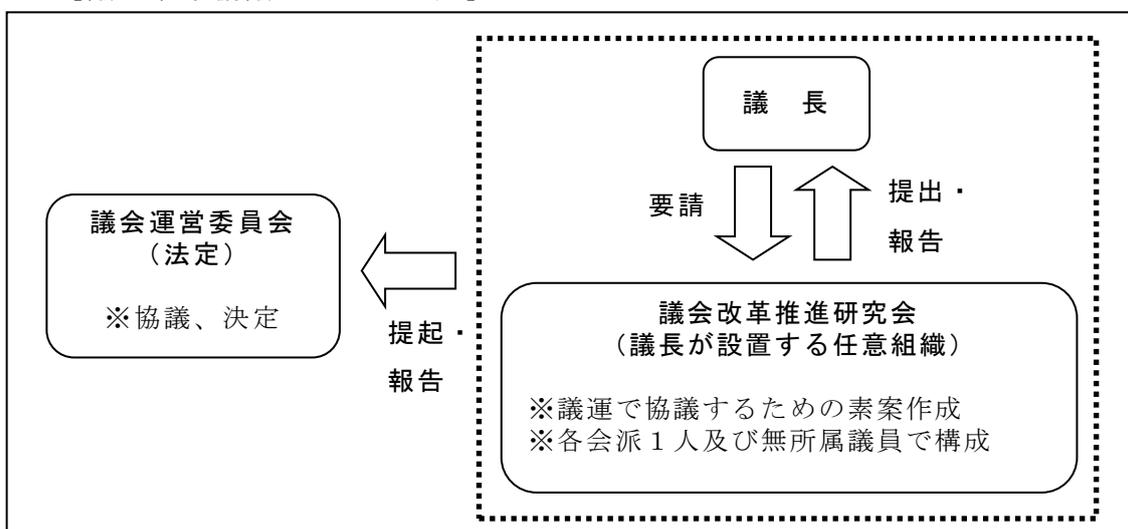 議　長
要請
提出・
報告
議会運営委員会
（法定）
※協議、決定
提起・
報告
議会改革推進研究会
（議長が設置する任意組織）
※議運で協議するための素案作成
※各会派１人及び無所属議員で構成